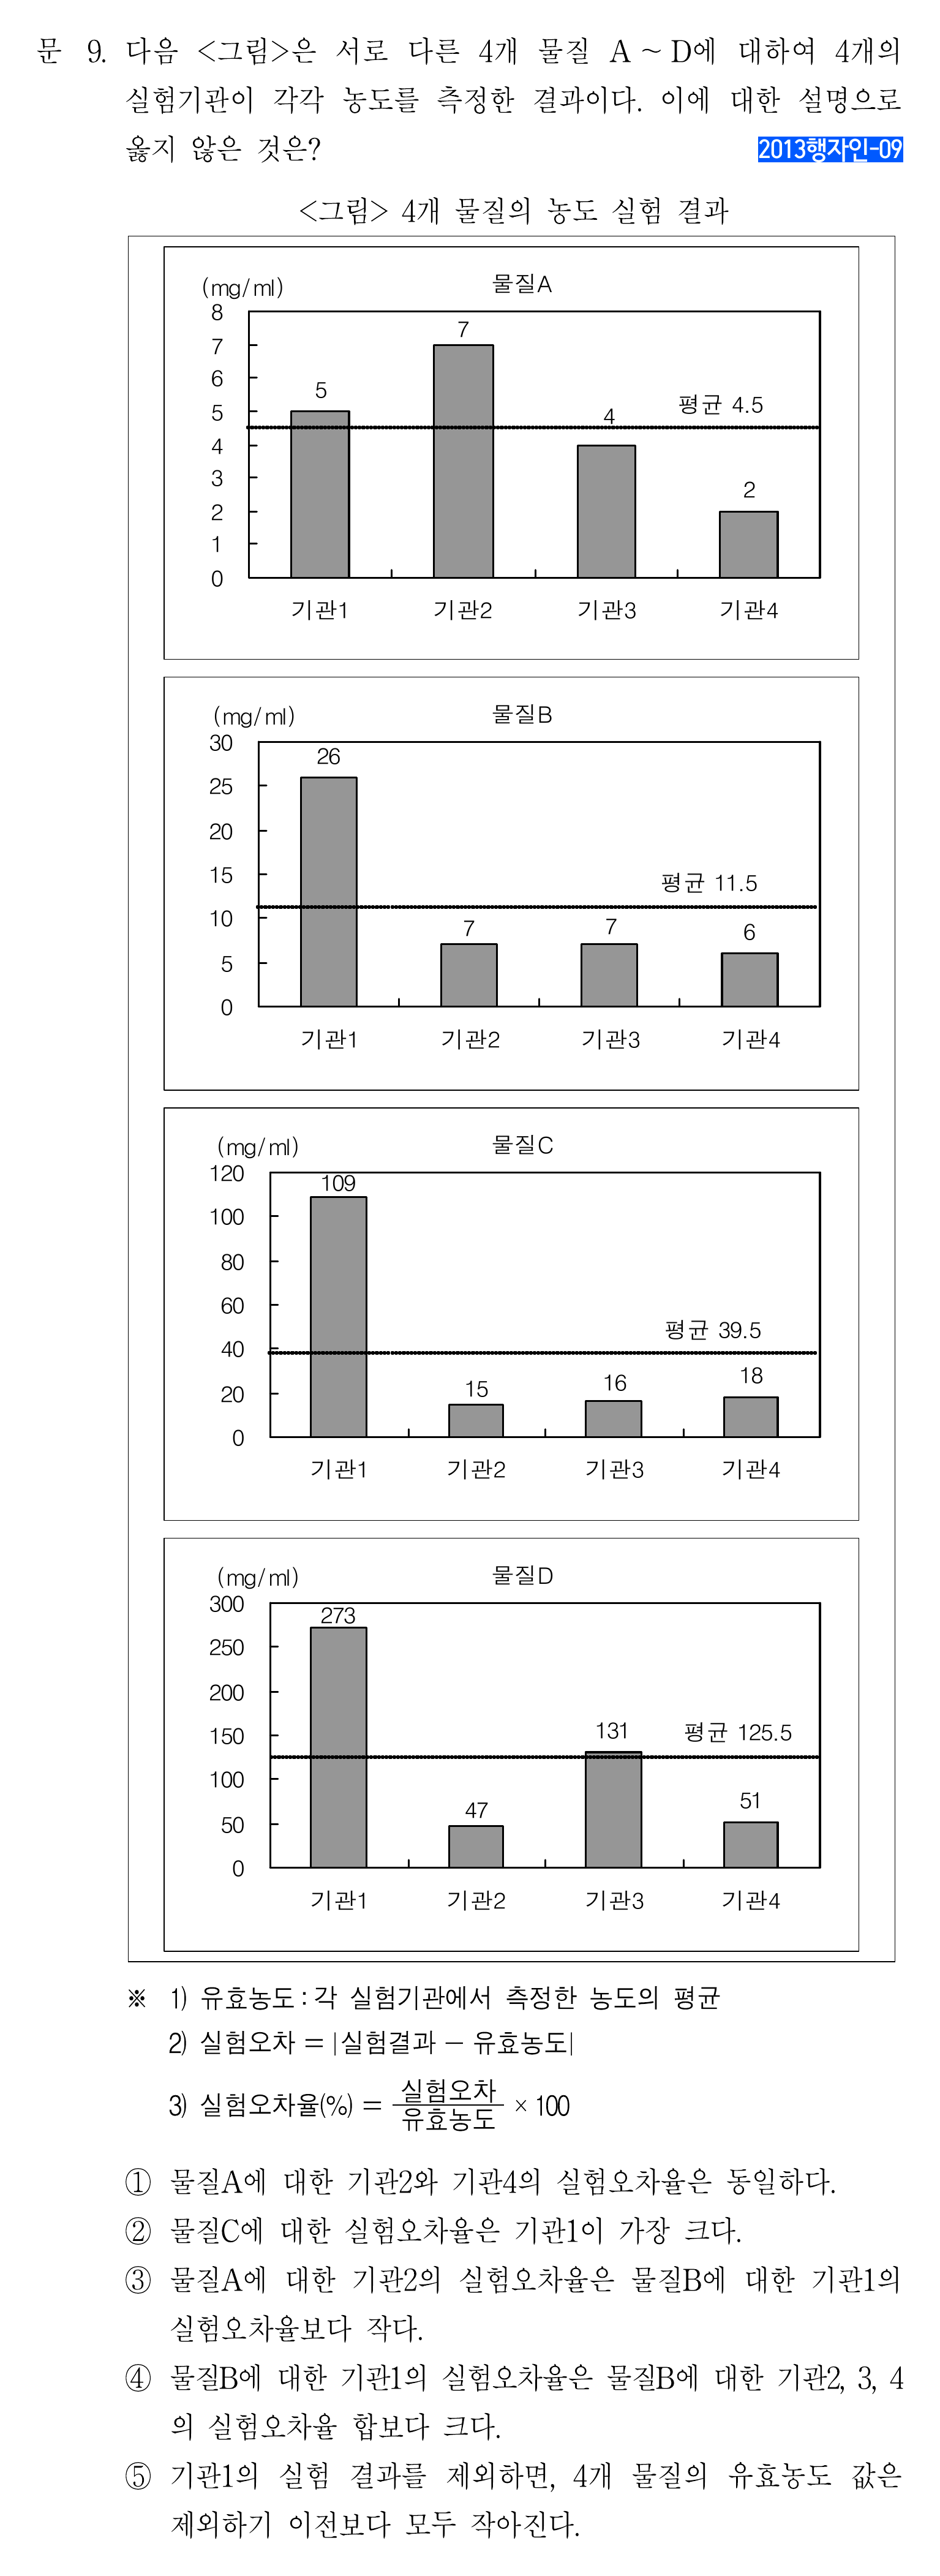 문 9. 다음 <그림>은 서로 다른 4개 물질 A ~ D에 대하여 4개의
실험기관이 각각 농도를 측정한 결과이다. 이에 대한 설명으로
옳지 않은 것은?
2013행자인-09
<그림> 4개 물질의 농도 실험 결과
(mg/ml)
물질A
8
7
6
5
4
3
2
1
0
5
7
4
2
평균 4.5
기관1 기관2 기관3 기관4
(mg/ml)
물질B
30
25
20
15
10
5
0
26
7
7
6
평균 11.5
기관1 기관2 기관3 기관4
(mg/ml)
물질C
120
100
80
60
40
20
0
109
15
16
18
평균 39.5
기관1 기관2 기관3 기관4
(mg/ml)
물질D
300
250
200
150
100
50
0
273
47
131
51
평균 125.5
기관1 기관2 기관3 기관4
※ 1) 유효농도 : 각 실험기관에서 측정한 농도의 평균
2) 실험오차 = |실험결과 − 유효농도|
3) 실험오차율(%) = 실험오차 / 유효농도 × 100
① 물질A에 대한 기관2와 기관4의 실험오차율은 동일하다.
② 물질C에 대한 실험오차율은 기관1이 가장 크다.
③ 물질A에 대한 기관2의 실험오차율은 물질B에 대한 기관1의
실험오차율보다 작다.
④ 물질B에 대한 기관1의 실험오차율은 물질B에 대한 기관2, 3, 4
의 실험오차율 합보다 크다.
⑤ 기관1의 실험 결과를 제외하면, 4개 물질의 유효농도 값은
제외하기 이전보다 모두 작아진다.